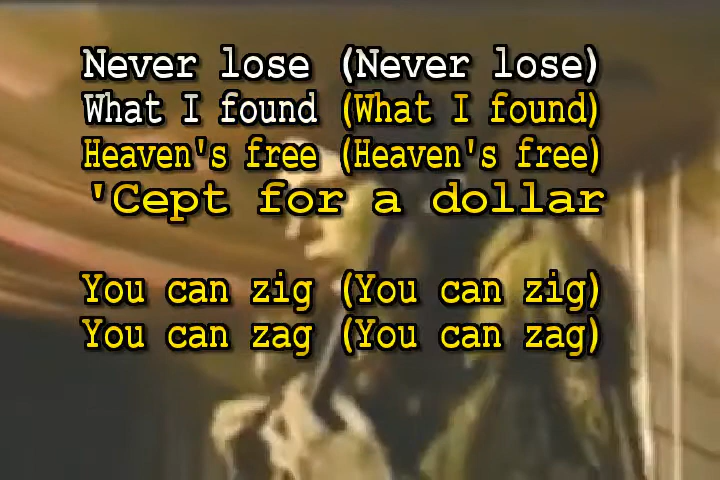 Never lose (Never lose)
What I found (What I found)
Heaven's free (Heaven's free)
'Cept for a dollar
You can zig (You can zig)
You can zag (You can zag)